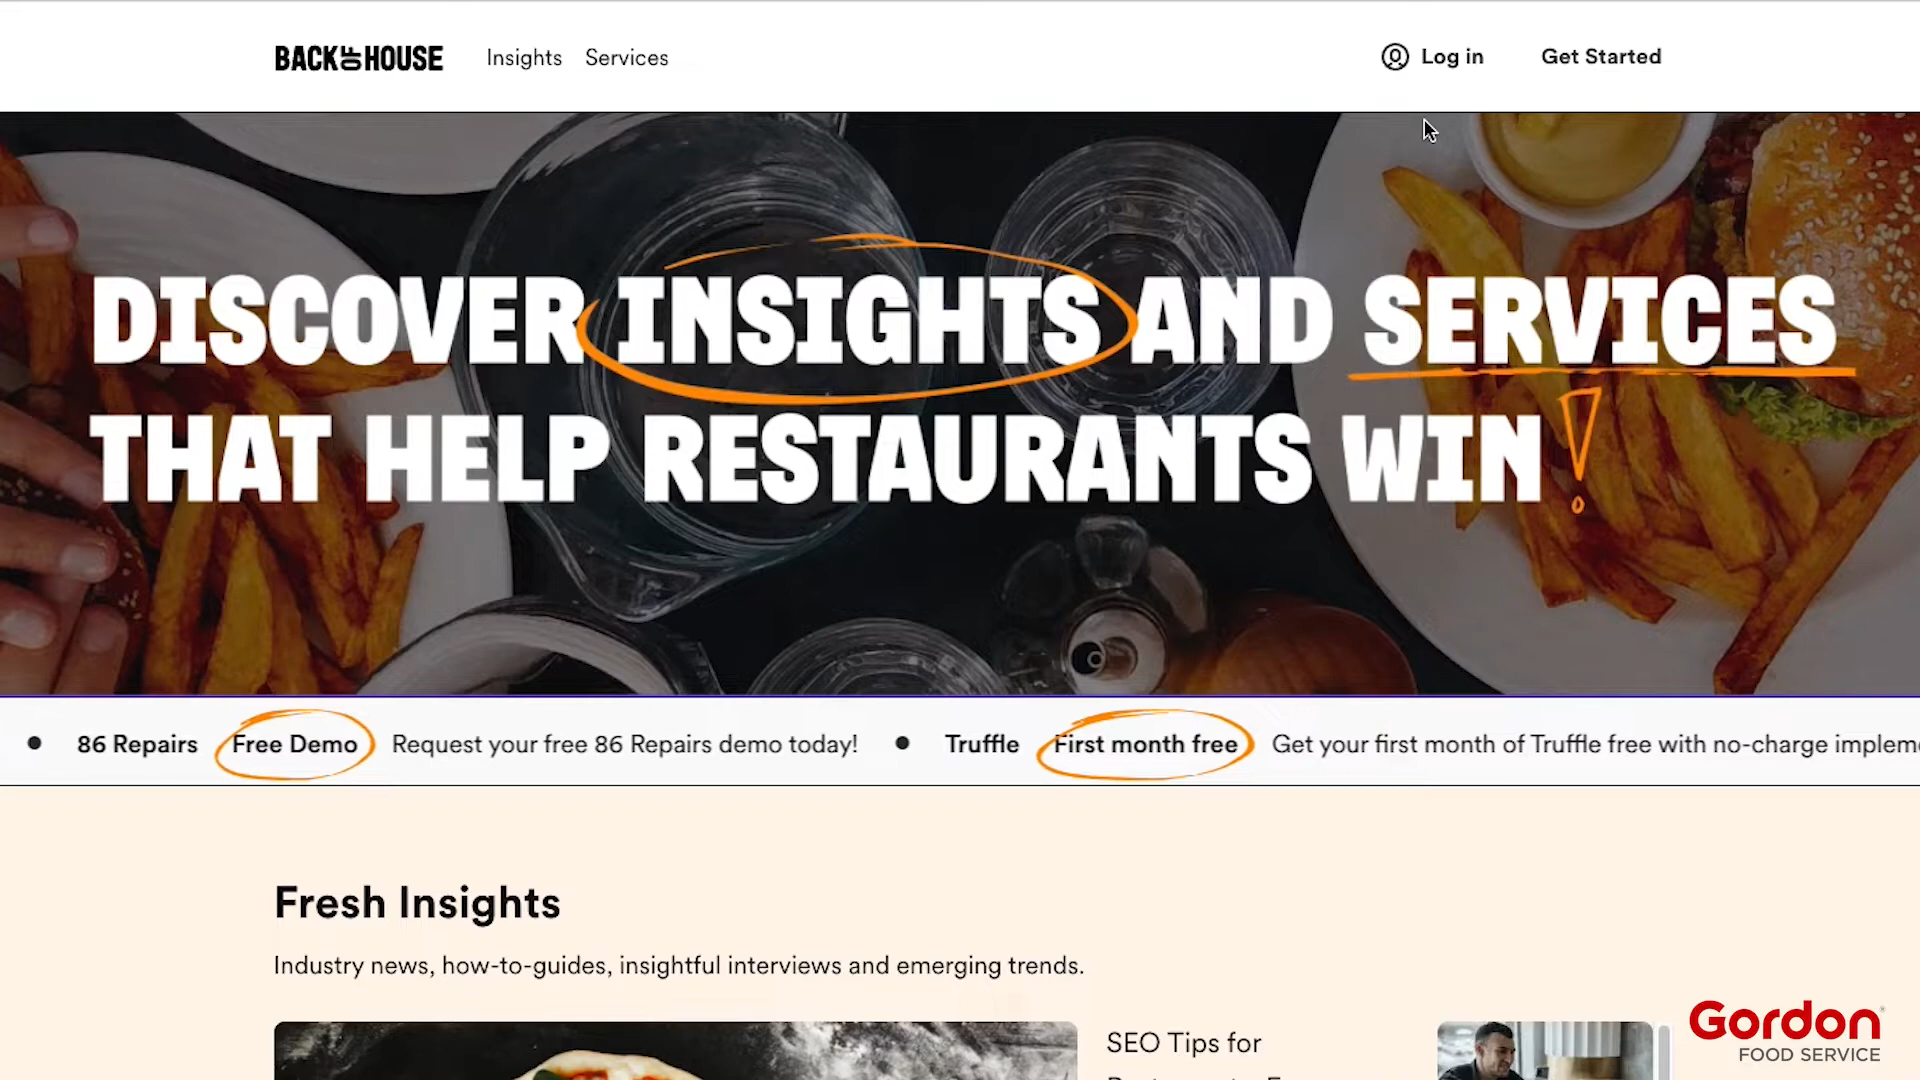 BACK OF HOUSE Insights Services Log in Get Started
DISCOVER INSIGHTS AND SERVICES
THAT HELP RESTAURANTS WIN!
• 86 Repairs Free Demo Request your free 86 Repairs demo today! • Truffle First month free Get your first month of Truffle free with no-charge implem
Fresh Insights
Industry news, how-to-guides, insightful interviews and emerging trends.
SEO Tips for
Gordon
FOOD SERVICE